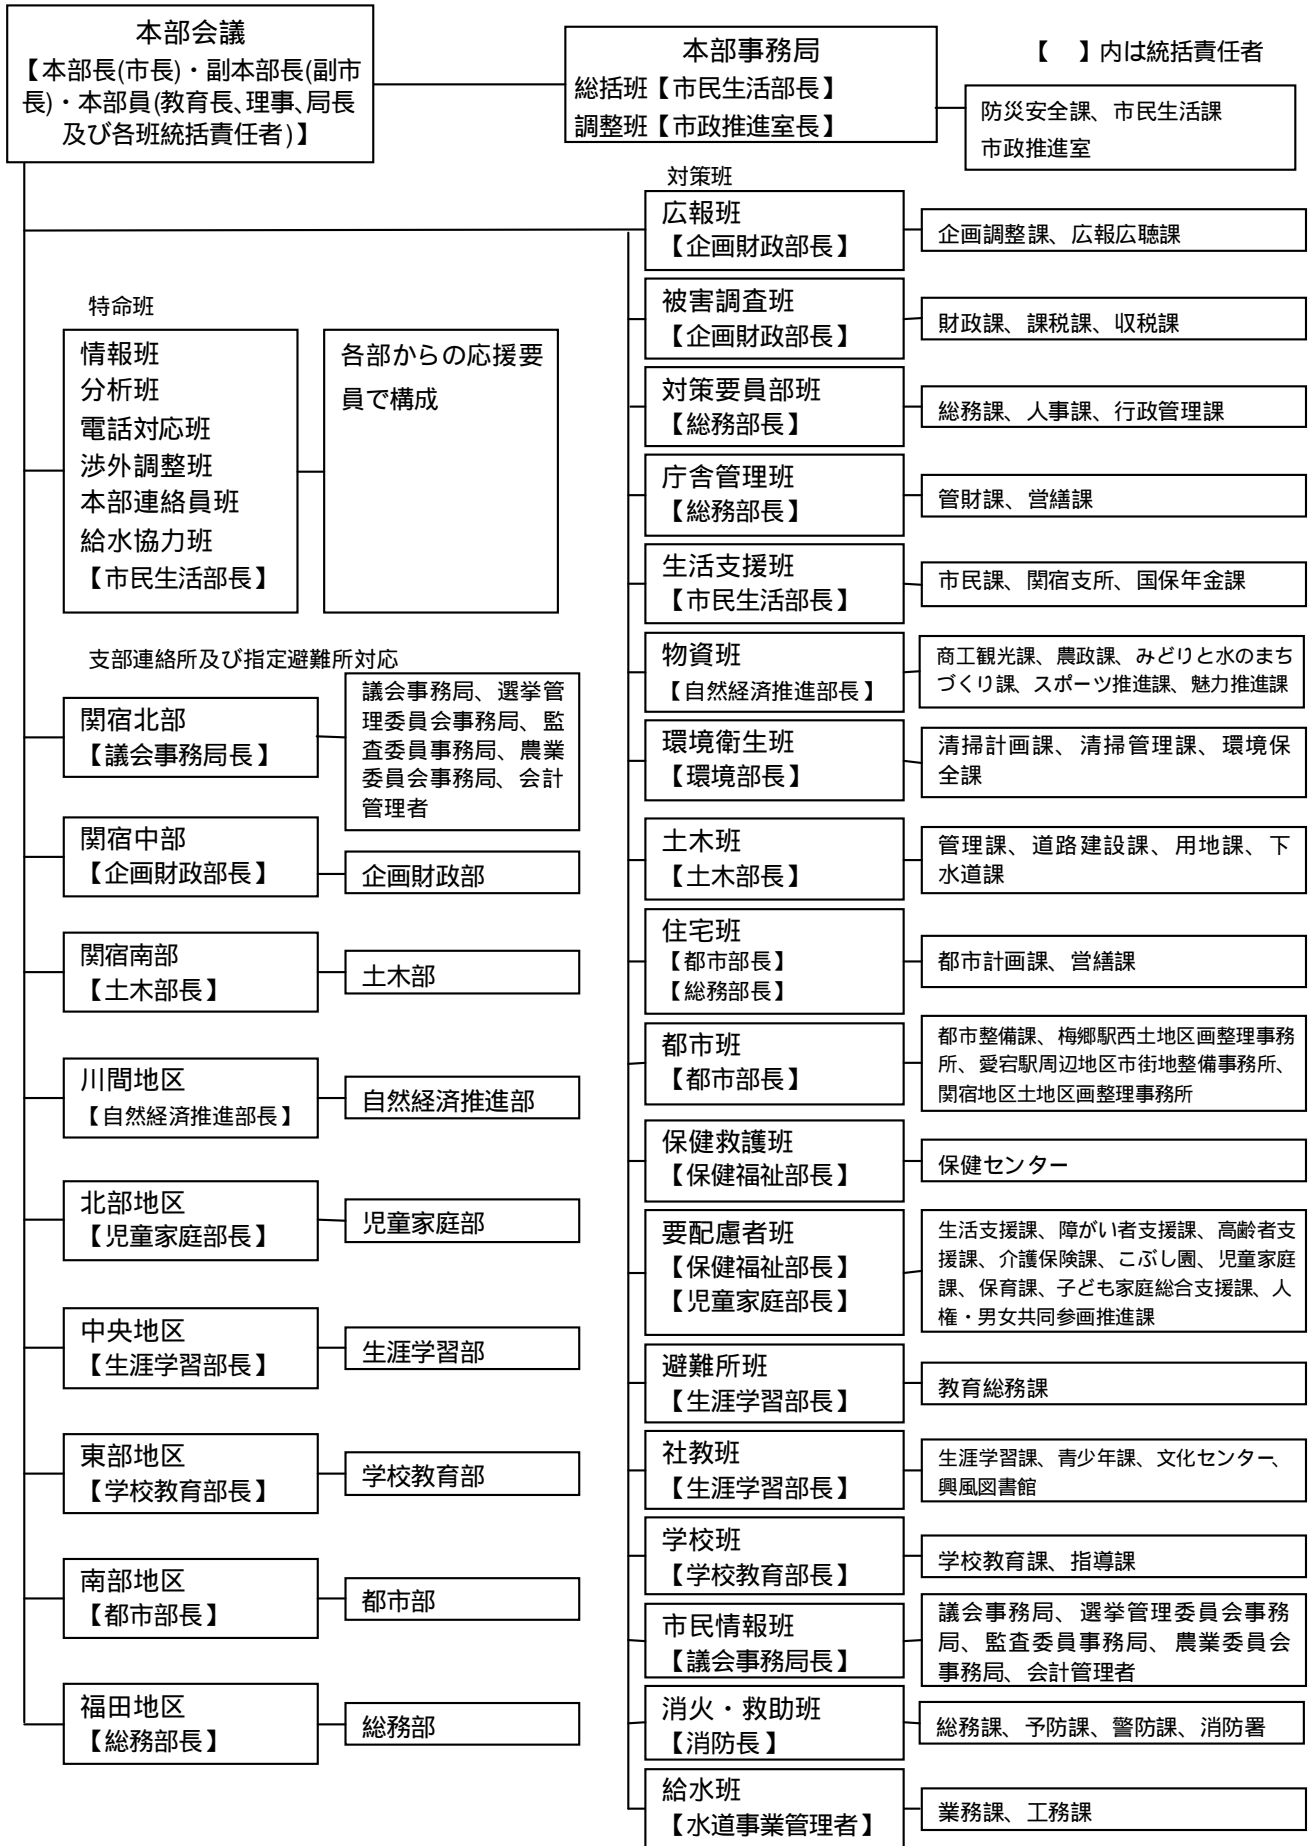 本部会議
【本部長(市長)・副本部長(副市
長)・本部員(教育長、理事、局長
及び各班統括責任者)】
本部事務局
総括班【市民生活部長】
調整班【市政推進室長】
【　】内は統括責任者
防災安全課、市民生活課
市政推進室
特命班
情報班
分析班
電話対応班
渉外調整班
本部連絡員班
給水協力班
【市民生活部長】
各部からの応援要
員で構成
支部連絡所及び指定避難所対応
関宿北部
【議会事務局長】
議会事務局、選挙管
理委員会事務局、監
査委員事務局、農業
委員会事務局、会計
管理者
関宿中部
【企画財政部長】
企画財政部
関宿南部
【土木部長】
土木部
川間地区
【自然経済推進部長】
自然経済推進部
北部地区
【児童家庭部長】
児童家庭部
中央地区
【生涯学習部長】
生涯学習部
東部地区
【学校教育部長】
学校教育部
南部地区
【都市部長】
都市部
福田地区
【総務部長】
総務部
対策班
広報班
【企画財政部長】
企画調整課、広報広聴課
被害調査班
【企画財政部長】
財政課、課税課、収税課
対策要員部班
【総務部長】
総務課、人事課、行政管理課
庁舎管理班
【総務部長】
管財課、営繕課
生活支援班
【市民生活部長】
市民課、関宿支所、国保年金課
物資班
【自然経済推進部長】
商工観光課、農政課、みどりと水のまち
づくり課、スポーツ推進課、魅力推進課
環境衛生班
【環境部長】
清掃計画課、清掃管理課、環境保
全課
土木班
【土木部長】
管理課、道路建設課、用地課、下
水道課
住宅班
【都市部長】
【総務部長】
都市計画課、営繕課
都市班
【都市部長】
都市整備課、梅郷駅西土地区画整理事務
所、愛宕駅周辺地区市街地整備事務所、
関宿地区土地区画整理事務所
保健救護班
【保健福祉部長】
保健センター
要配慮者班
【保健福祉部長】
【児童家庭部長】
生活支援課、障がい者支援課、高齢者支
援課、介護保険課、こぶし園、児童家庭
課、保育課、子ども家庭総合支援課、人
権・男女共同参画推進課
避難所班
【生涯学習部長】
教育総務課
社教班
【生涯学習部長】
生涯学習課、青少年課、文化センター、
興風図書館
学校班
【学校教育部長】
学校教育課、指導課
市民情報班
【議会事務局長】
議会事務局、選挙管理委員会事務
局、監査委員事務局、農業委員会
事務局、会計管理者
消火・救助班
【消防長】
総務課、予防課、警防課、消防署
給水班
【水道事業管理者】
業務課、工務課